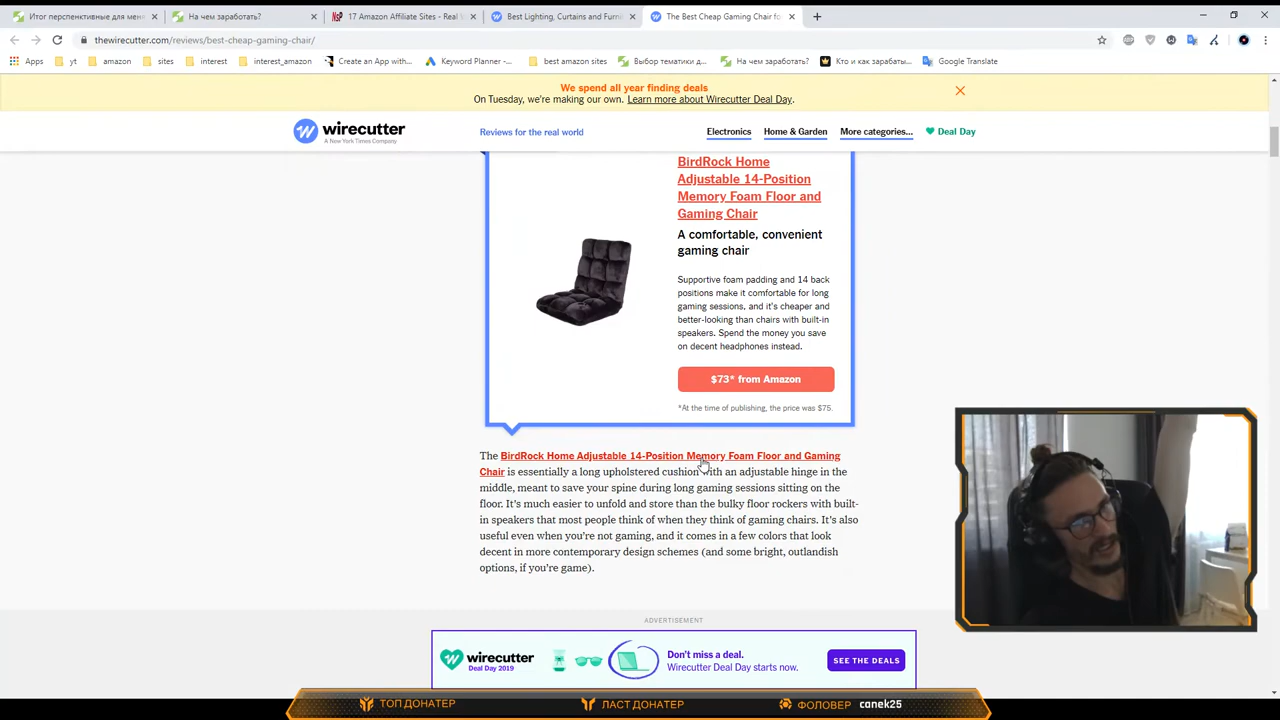 Итог перспективные для мен
На чем заработать?
17 Amazon Affiliate Sites - Real
Best Lighting, Curtains and Furni
The Best Cheap Gaming Chair fo
thewirecutter.com/reviews/best-cheap-gaming-chair/
Apps
yt
amazon
sites
interest
interest_amazon
Create an App with...
Keyword Planner -...
best amazon sites
Выбор тематики д...
На чем заработать?
Кто и как зарабаты...
Google Translate
We spend all year finding deals
On Tuesday, we're making our own. Learn more about Wirecutter Deal Day.
wirecutter
A New York Times Company
Reviews for the real world
Electronics
Home & Garden
More categories...
Deal Day
BirdRock Home
Adjustable 14-Position
Memory Foam Floor and
Gaming Chair
A comfortable, convenient
gaming chair
Supportive foam padding and 14 back
positions make it comfortable for long
gaming sessions, and it's cheaper and
better-looking than chairs with built-in
speakers. Spend the money you save
on decent headphones instead.
$73* from Amazon
*At the time of publishing, the price was $75.
The BirdRock Home Adjustable 14-Position Memory Foam Floor and Gaming
Chair is essentially a long upholstered cushion with an adjustable hinge in the
middle, meant to save your spine during long gaming sessions sitting on the
floor. It's much easier to unfold and store than the bulky floor rockers with built-
in speakers that most people think of when they think of gaming chairs. It's also
useful even when you're not gaming, and it comes in a few colors that look
decent in more contemporary design schemes (and some bright, outlandish
options, if you're game).
ADVERTISEMENT
wirecutter
Deal Day 2019
Don't miss a deal.
Wirecutter Deal Day starts now.
SEE THE DEALS
ТОП ДОНАТЕР
ЛАСТ ДОНАТЕР
ФОЛОВЕР canek25